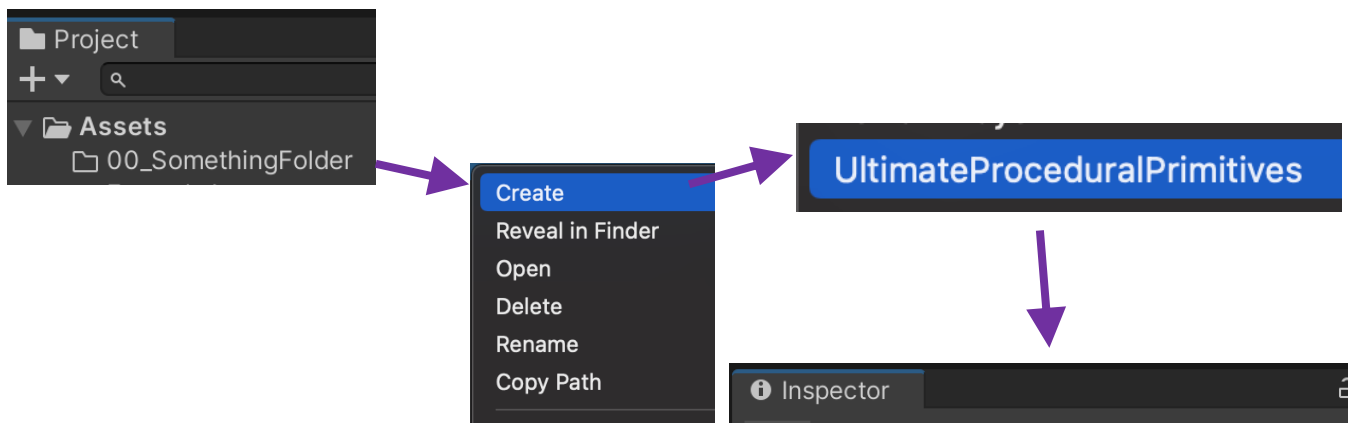 Project
Assets
00_SomethingFolder
Create
Reveal in Finder
Open
Delete
Rename
Copy Path
UltimateProceduralPrimitives
Inspector